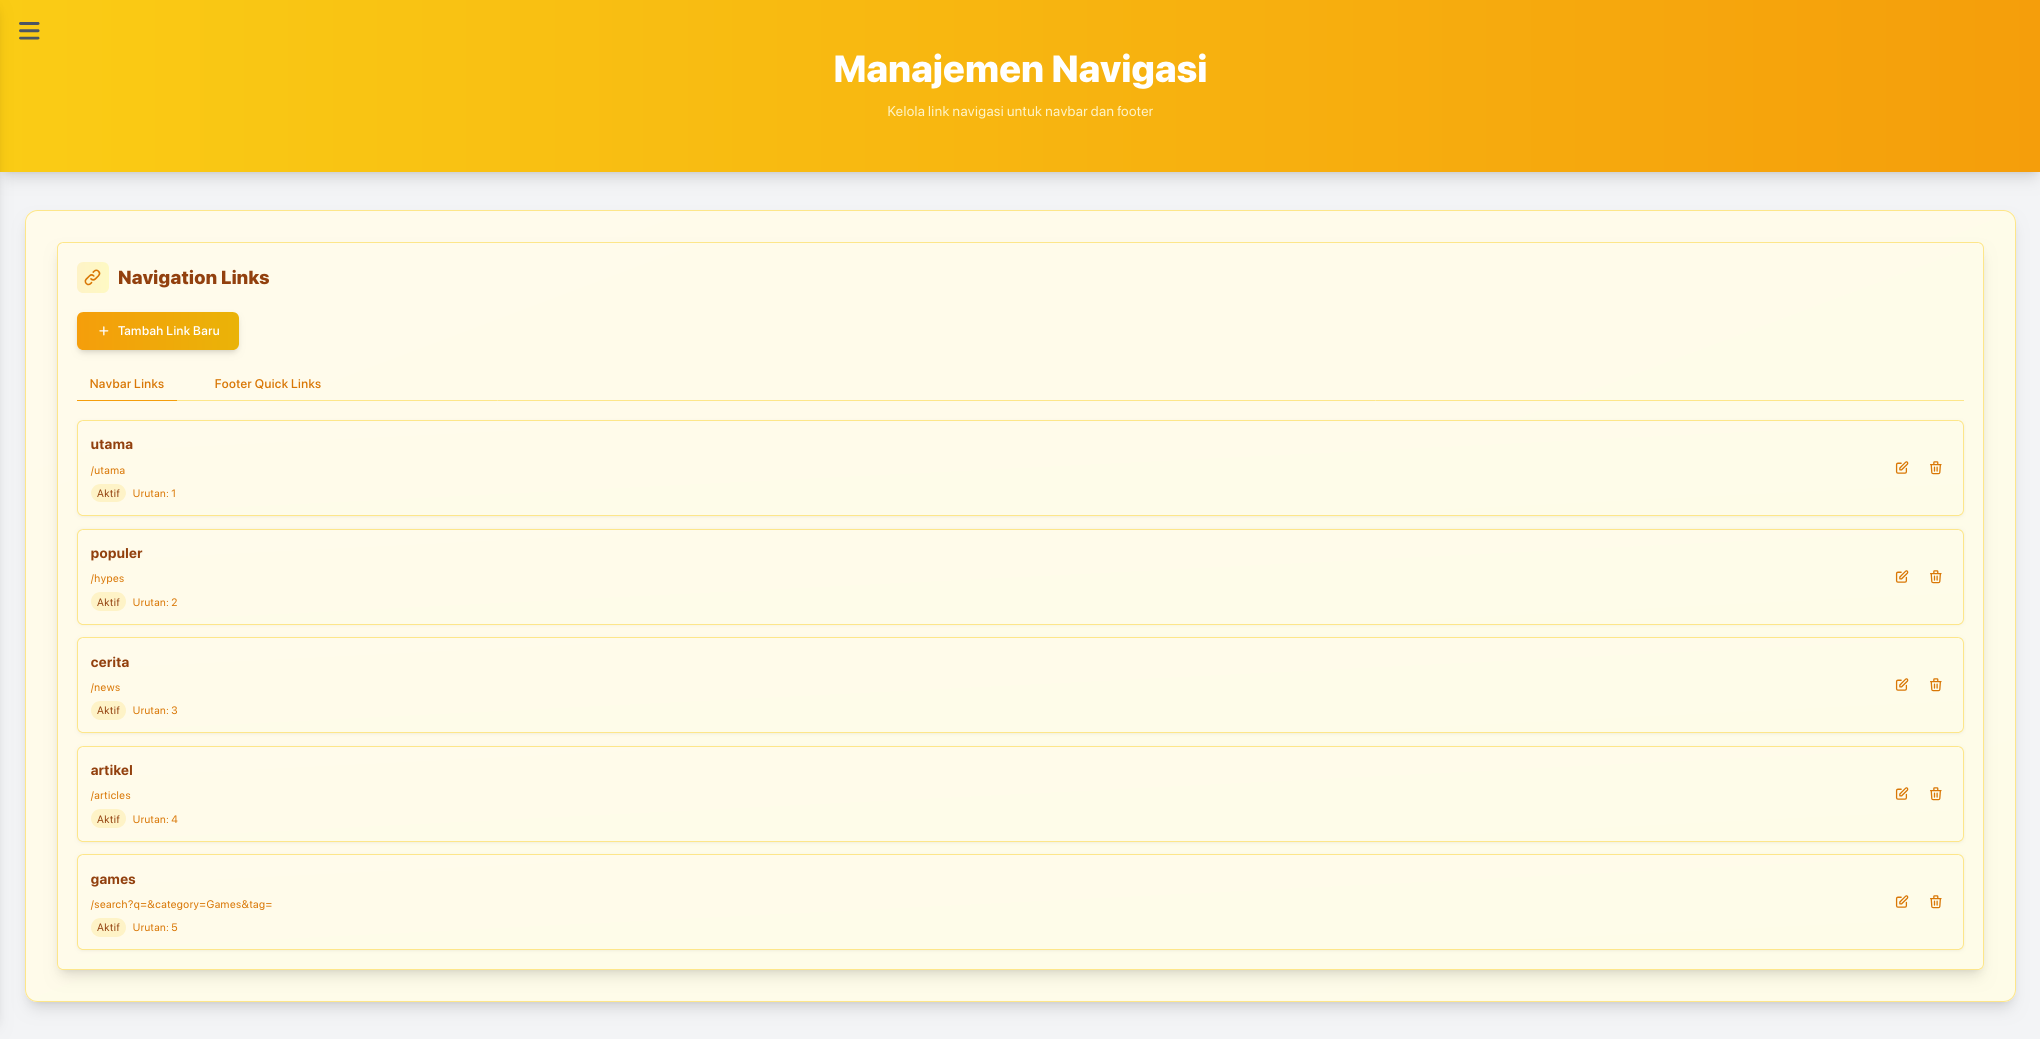 Manajemen Navigasi
Kelola link navigasi untuk navbar dan footer
Navigation Links
Tambah Link Baru
Navbar Links
Footer Quick Links
utama
/utama
Aktif Urutan: 1
populer
/hypes
Aktif Urutan: 2
cerita
/news
Aktif Urutan: 3
artikel
/articles
Aktif Urutan: 4
games
/search?q=&category=Games&tag=
Aktif Urutan: 5